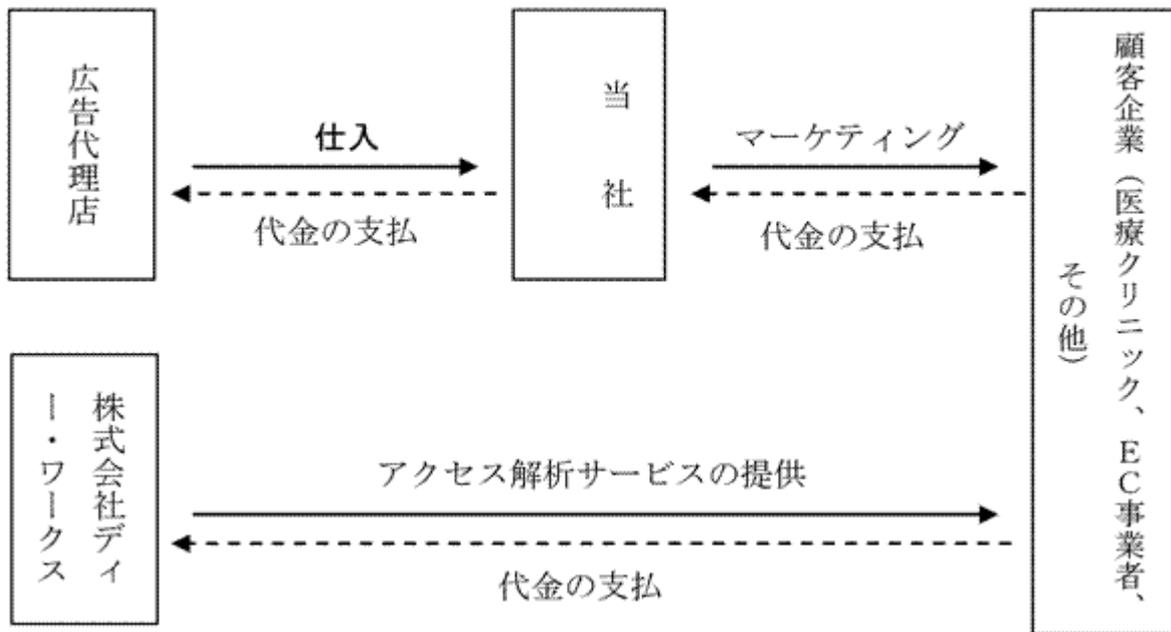 広告代理店
仕入
代金の支払
当社
マーケティング
代金の支払
顧客企業（医療クリニック、EC事業者、
その他）
株式会社ディ
ー・ワークス
アクセス解析サービスの提供
代金の支払